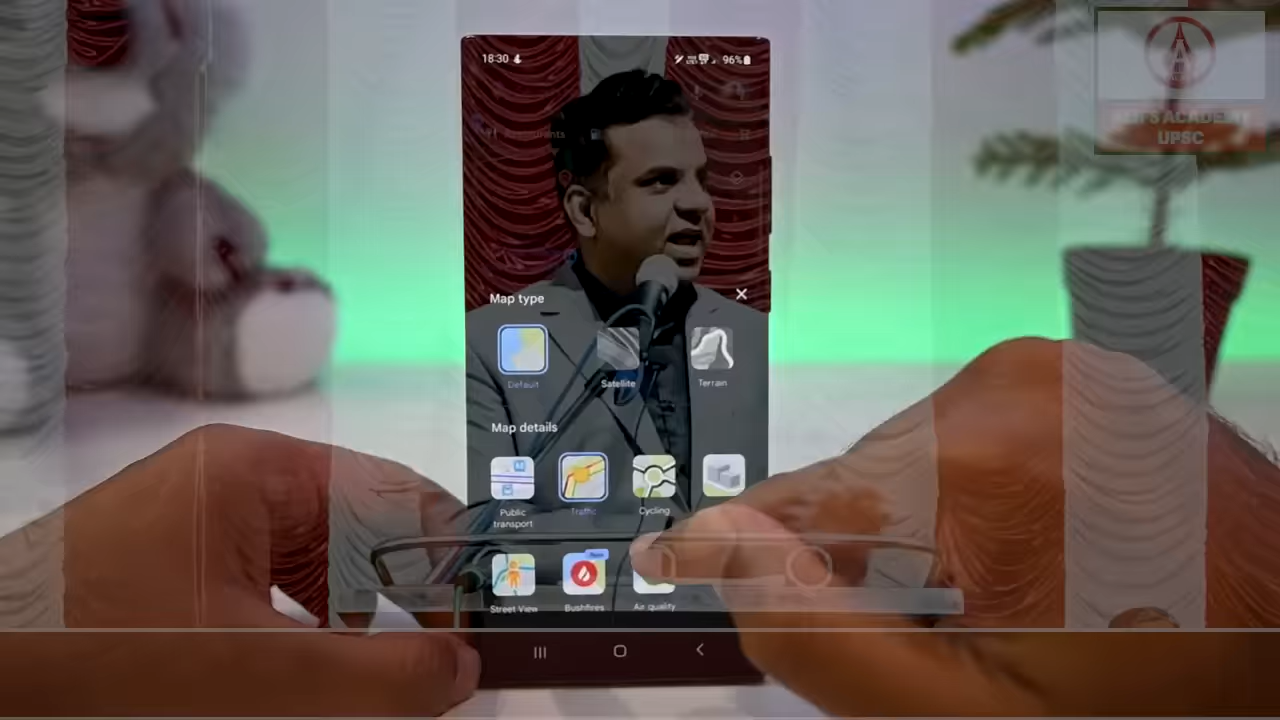 18:30
96%
UPSC
Map type
Default
Satellite
Terrain
Map details
Public
transport
Traffic
Cycling
Street View
Bushfires
Air quality